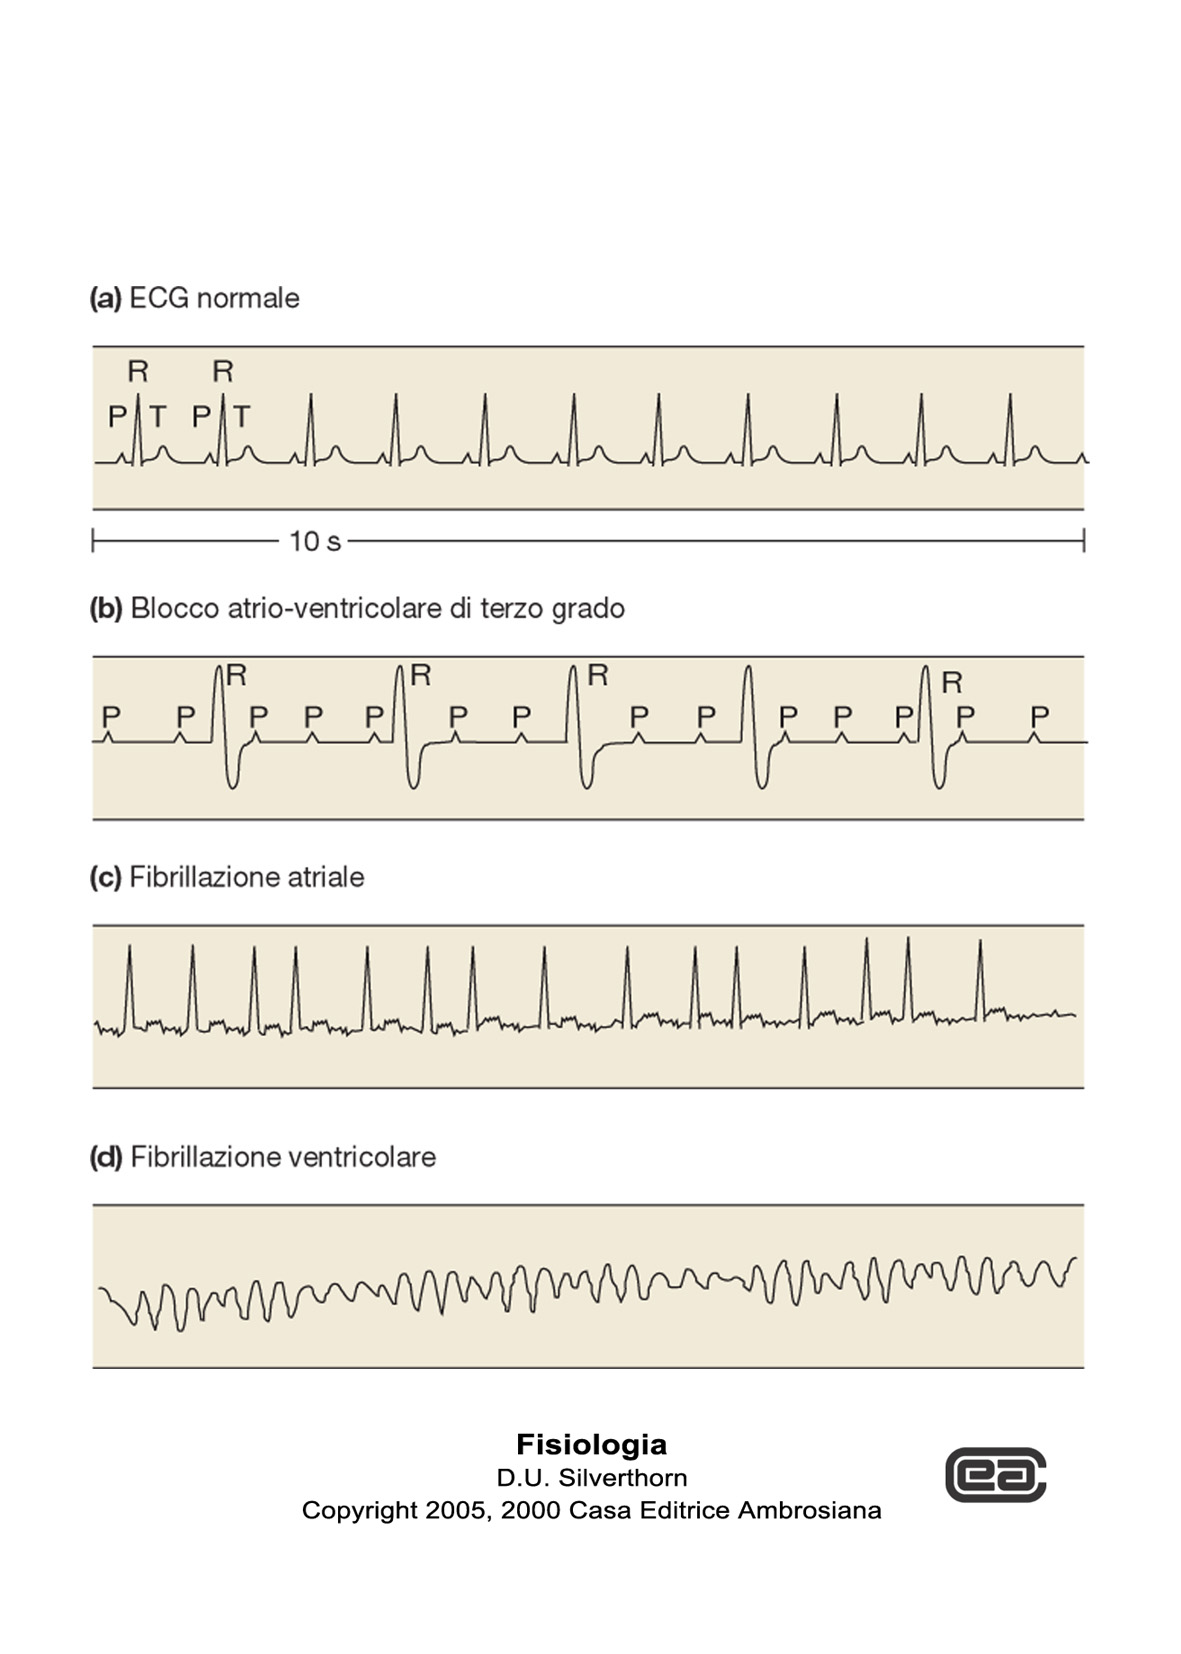 (a) ECG normale
R R
P T P T
10 s
(b) Blocco atrio-ventricolare di terzo grado
R R R R
P P P P P P P P P P P P P P
(c) Fibrillazione atriale
(d) Fibrillazione ventricolare
Fisiologia
D.U. Silverthorn
Copyright 2005, 2000 Casa Editrice Ambrosiana
ea